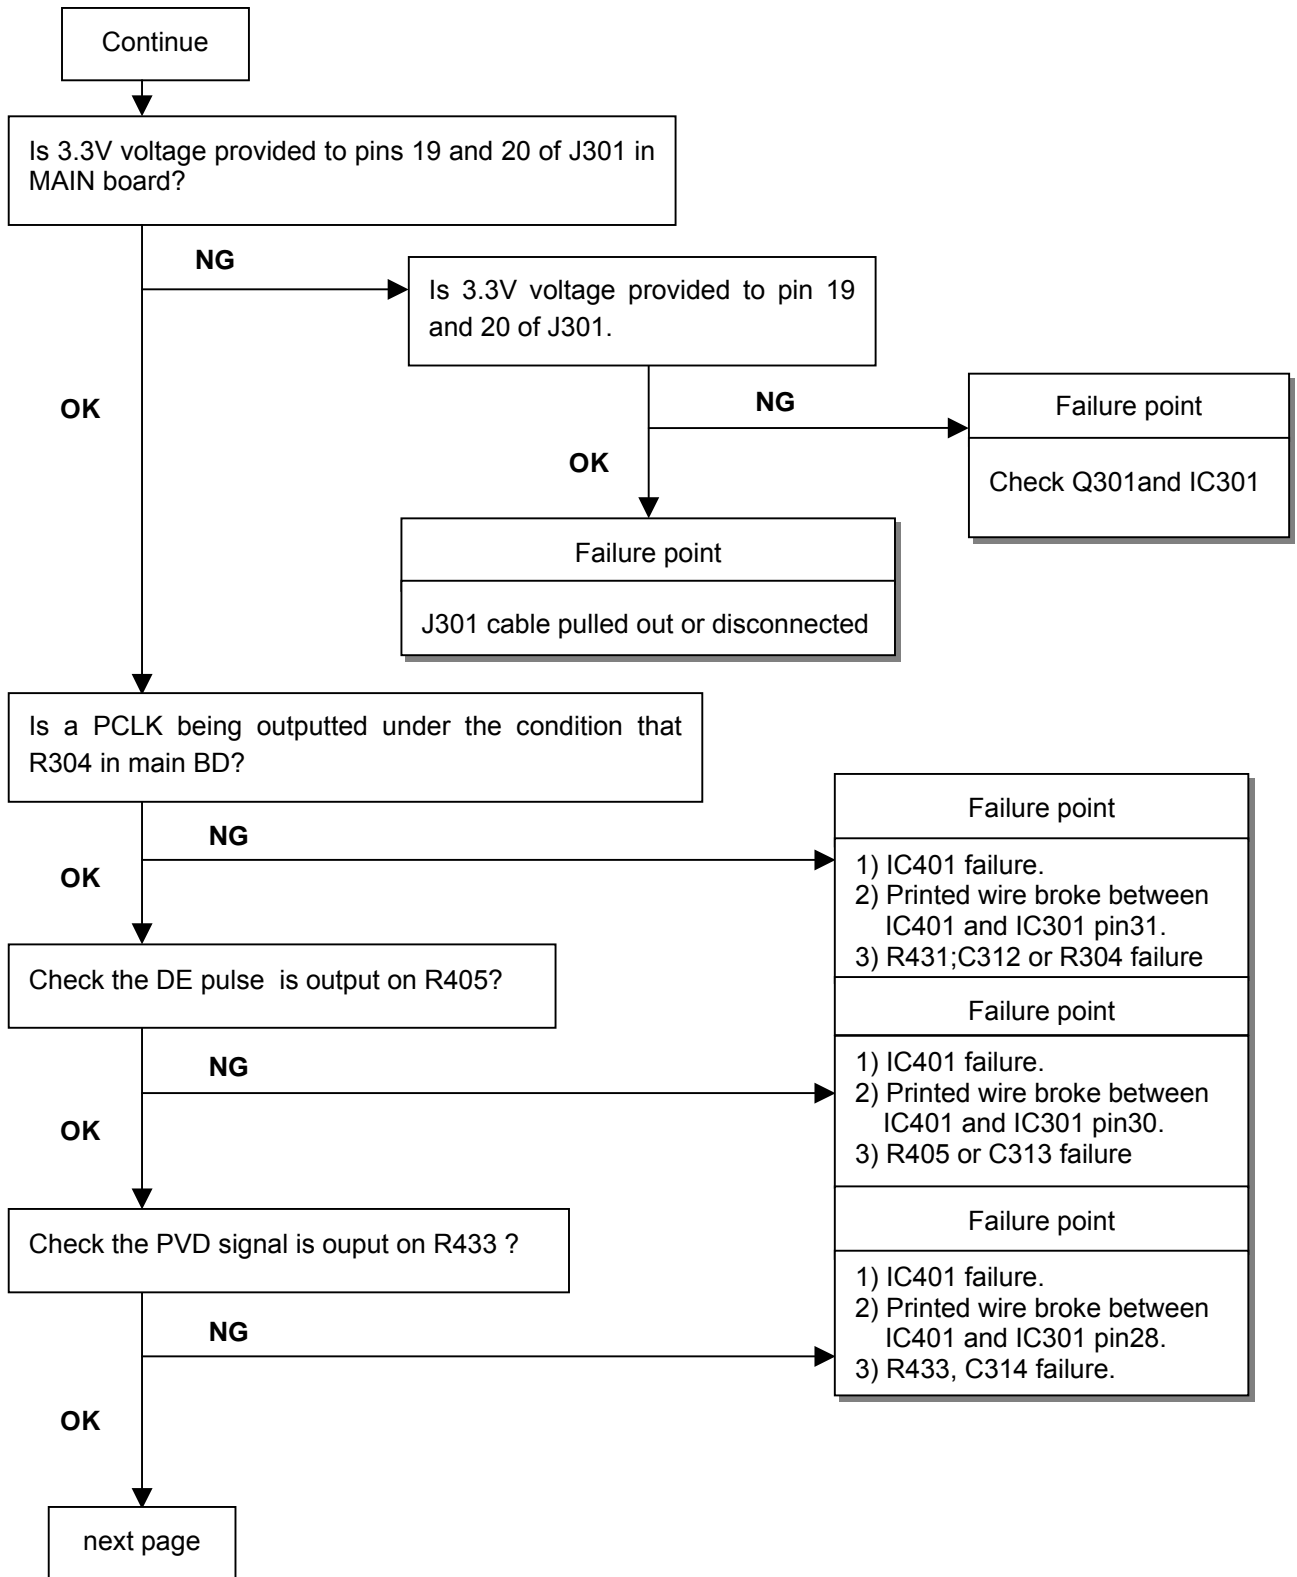 Continue
Is 3.3V voltage provided to pins 19 and 20 of J301 in
MAIN board?
NG
Is 3.3V voltage provided to pin 19
and 20 of J301.
OK
NG
Failure point
Check Q301and IC301
OK
Failure point
J301 cable pulled out or disconnected
Is a PCLK being outputted under the condition that
R304 in main BD?
NG
Failure point
1) IC401 failure.
2) Printed wire broke between
IC401 and IC301 pin31.
3) R431;C312 or R304 failure
OK
Check the DE pulse  is output on R405?
NG
Failure point
1) IC401 failure.
2) Printed wire broke between
IC401 and IC301 pin30.
3) R405 or C313 failure
OK
Check the PVD signal is ouput on R433 ?
NG
Failure point
1) IC401 failure.
2) Printed wire broke between
IC401 and IC301 pin28.
3) R433, C314 failure.
OK
next page